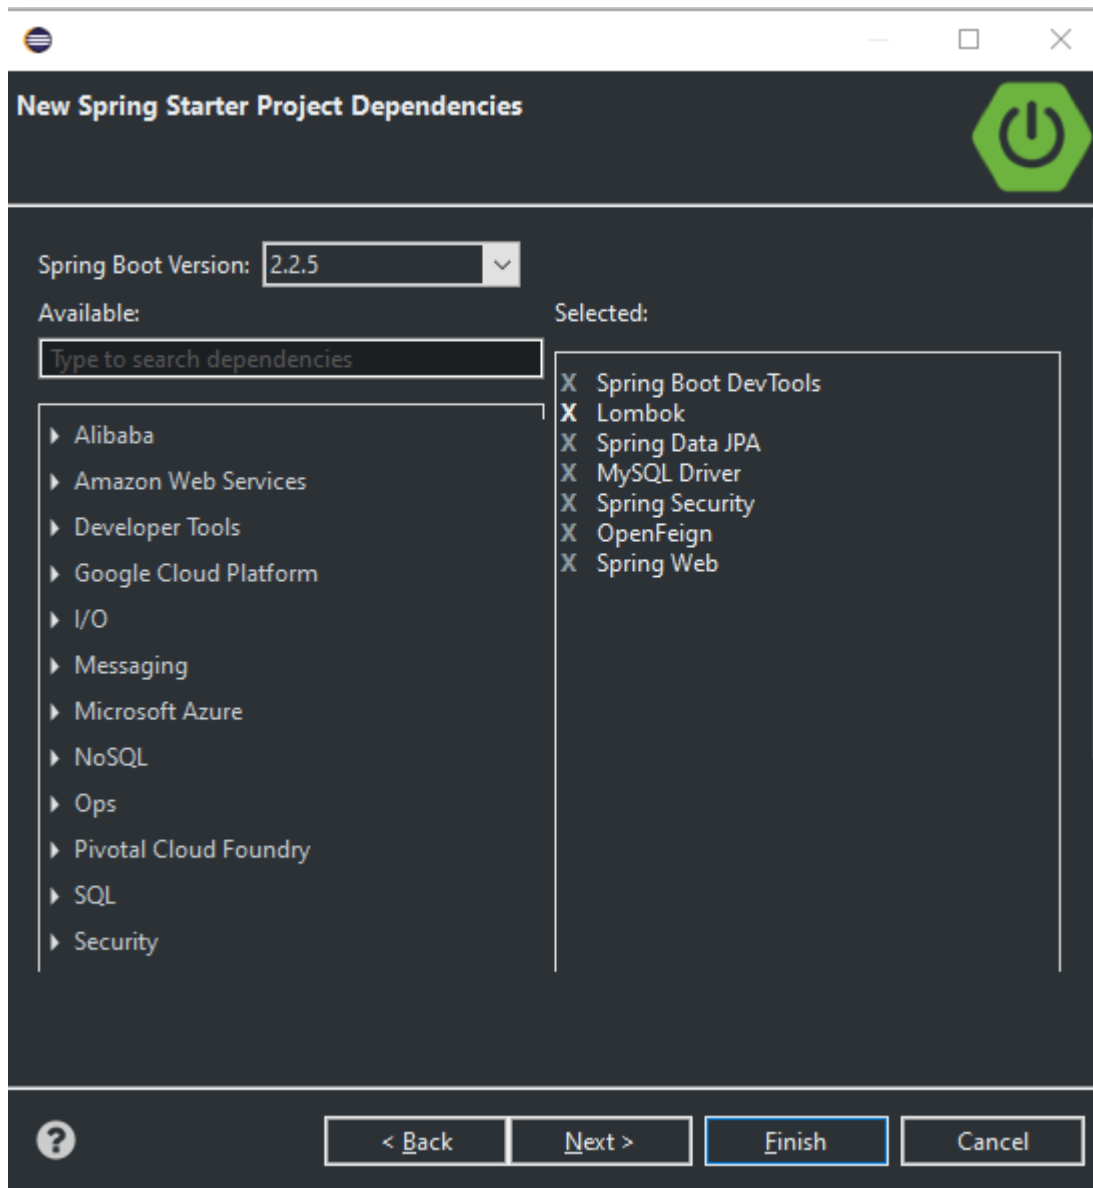 New Spring Starter Project Dependencies
Spring Boot Version: 2.2.5
Available:
Type to search dependencies
Alibaba
Amazon Web Services
Developer Tools
Google Cloud Platform
I/O
Messaging
Microsoft Azure
NoSQL
Ops
Pivotal Cloud Foundry
SQL
Security
Selected:
X Spring Boot DevTools
X Lombok
X Spring Data JPA
X MySQL Driver
X Spring Security
X OpenFeign
X Spring Web
? < Back Next > Finish Cancel